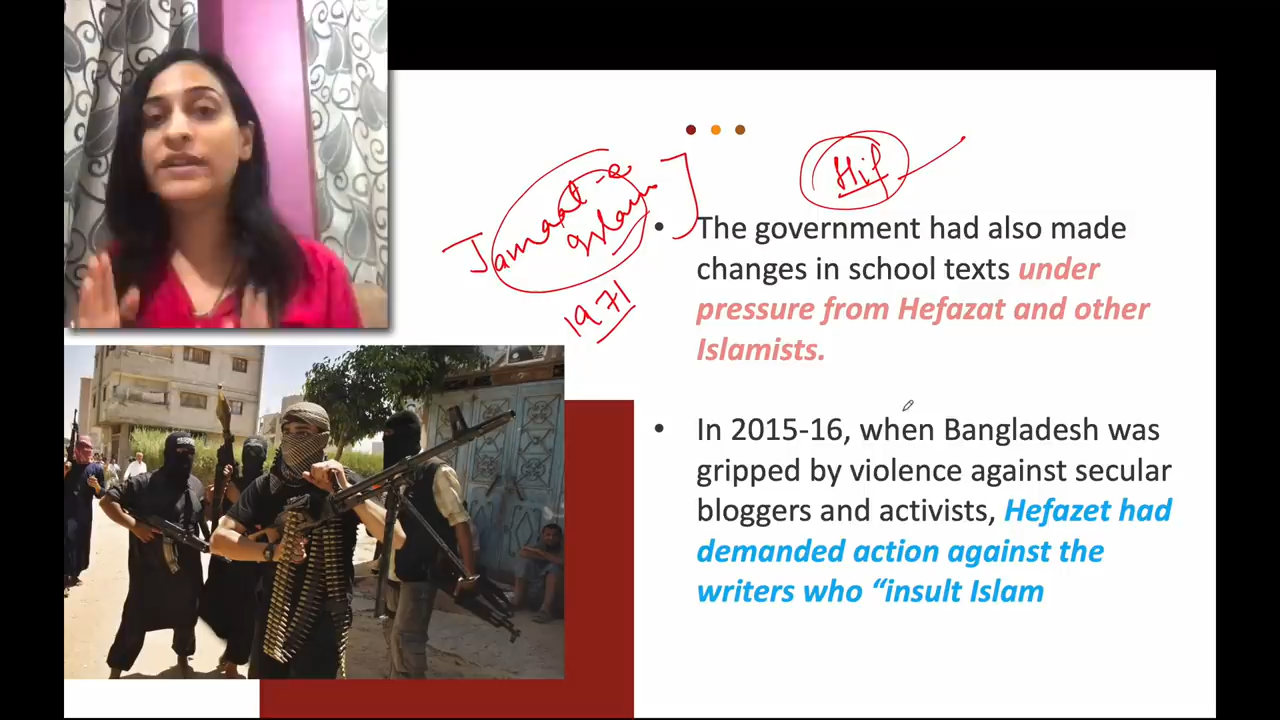 Hif
Jamaat-e
Islam
1971
The government had also made
changes in school texts under
pressure from Hefazat and other
Islamists.
In 2015-16, when Bangladesh was
gripped by violence against secular
bloggers and activists, Hefazet had
demanded action against the
writers who “insult Islam